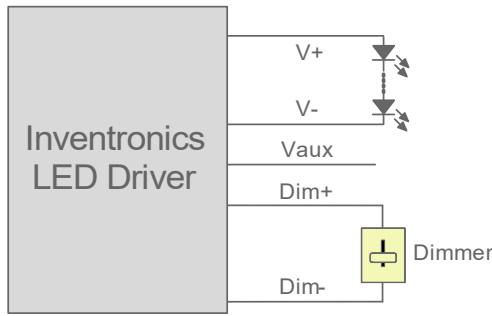 Inventronics
LED Driver
V+
V-
Vaux
Dim+
Dimmer
Dim-